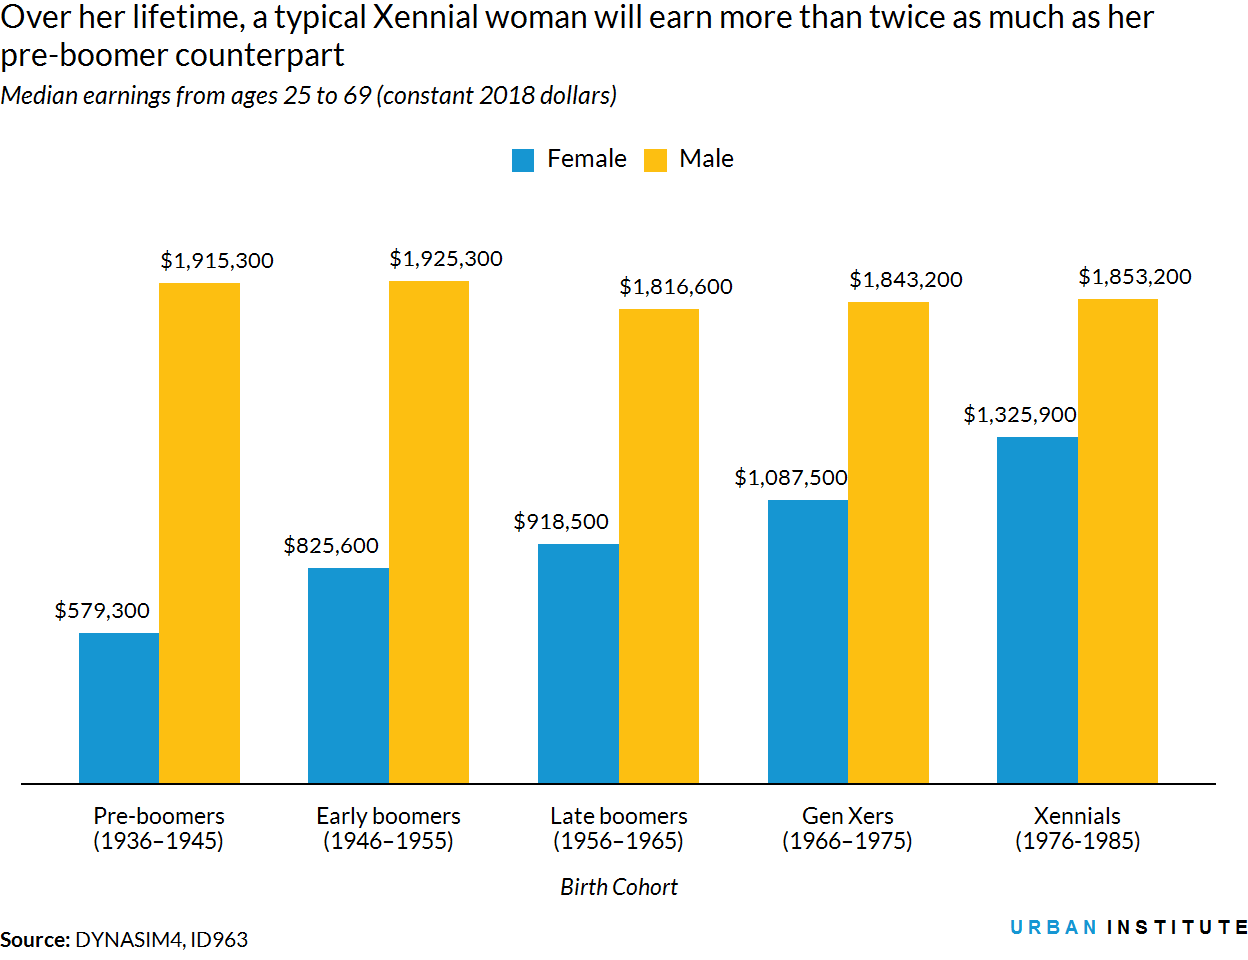 Over her lifetime, a typical Xennial woman will earn more than twice as much as her
pre-boomer counterpart
Median earnings from ages 25 to 69 (constant 2018 dollars)
Female Male
$1,915,300
$1,925,300
$1,816,600
$1,843,200
$1,853,200
$579,300
$825,600
$918,500
$1,087,500
$1,325,900
Pre-boomers
(1936–1945)
Early boomers
(1946–1955)
Late boomers
(1956–1965)
Gen Xers
(1966–1975)
Xennials
(1976-1985)
Birth Cohort
Source: DYNASIM4, ID963
URBAN INSTITUTE